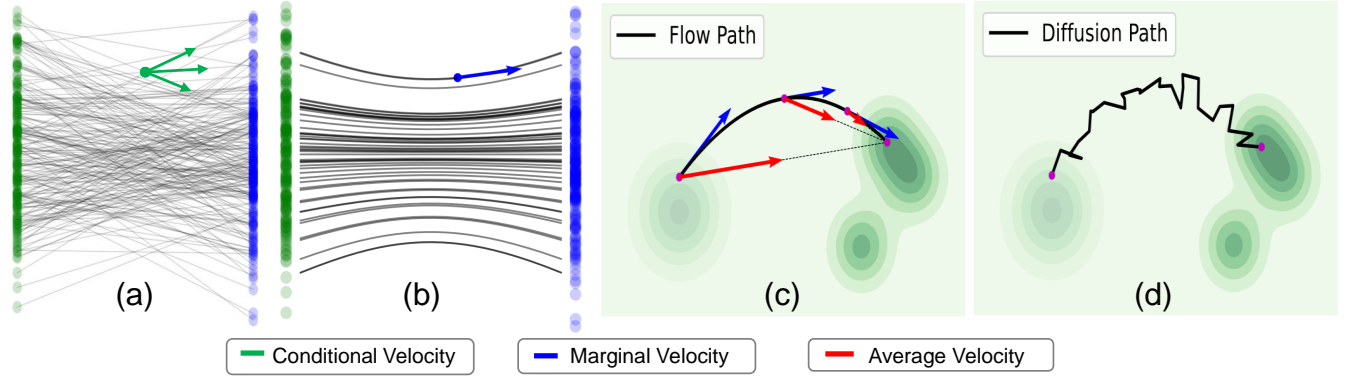 Flow Path
Diffusion Path
(a)
(b)
(c)
(d)
Conditional Velocity
Marginal Velocity
Average Velocity